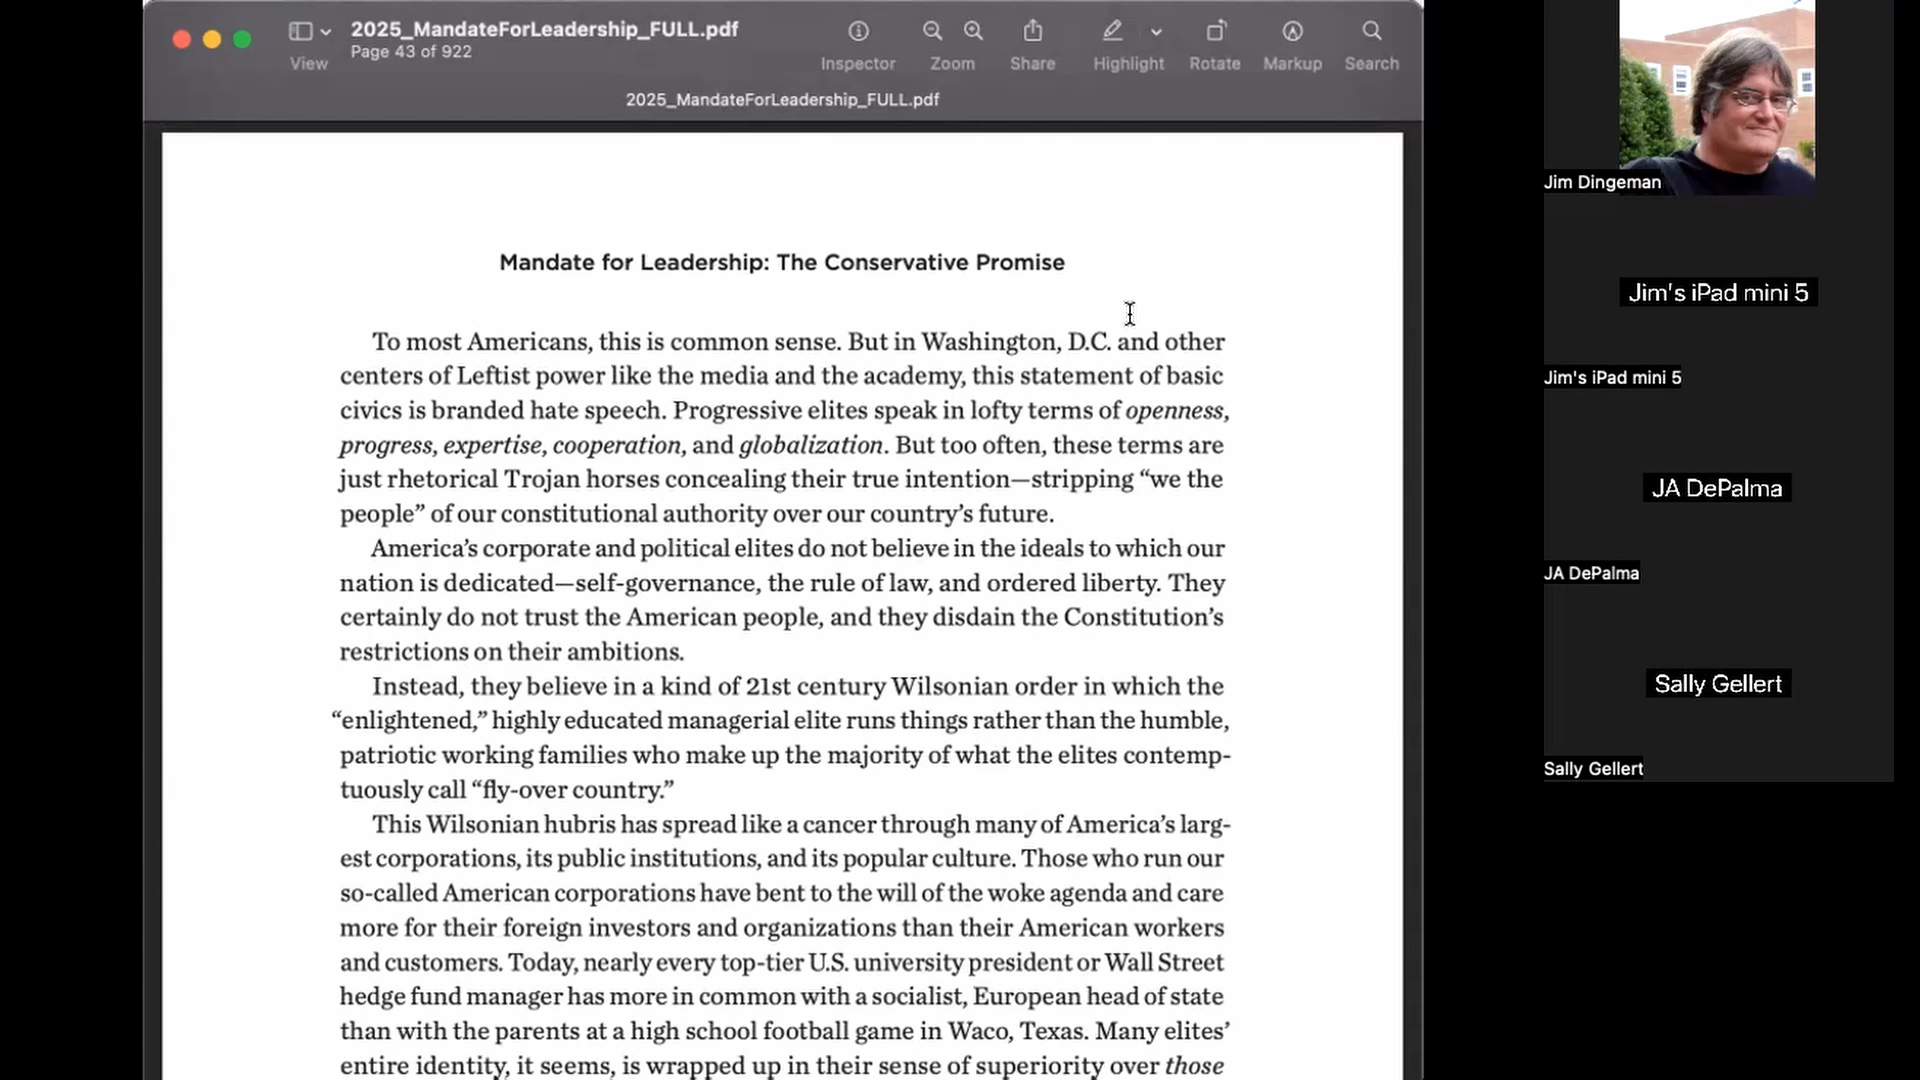 2025_MandateForLeadership_FULL.pdf
Page 43 of 922
View
Inspector
Zoom
Share
Highlight
Rotate
Markup
Search
2025_MandateForLeadership_FULL.pdf
Mandate for Leadership: The Conservative Promise
To most Americans, this is common sense. But in Washington, D.C. and other
centers of Leftist power like the media and the academy, this statement of basic
civics is branded hate speech. Progressive elites speak in lofty terms of openness,
progress, expertise, cooperation, and globalization. But too often, these terms are
just rhetorical Trojan horses concealing their true intention—stripping “we the
people” of our constitutional authority over our country’s future.
America’s corporate and political elites do not believe in the ideals to which our
nation is dedicated—self-governance, the rule of law, and ordered liberty. They
certainly do not trust the American people, and they disdain the Constitution’s
restrictions on their ambitions.
Instead, they believe in a kind of 21st century Wilsonian order in which the
“enlightened,” highly educated managerial elite runs things rather than the humble,
patriotic working families who make up the majority of what the elites contemp-
tuously call “fly-over country.”
This Wilsonian hubris has spread like a cancer through many of America’s larg-
est corporations, its public institutions, and its popular culture. Those who run our
so-called American corporations have bent to the will of the woke agenda and care
more for their foreign investors and organizations than their American workers
and customers. Today, nearly every top-tier U.S. university president or Wall Street
hedge fund manager has more in common with a socialist, European head of state
than with the parents at a high school football game in Waco, Texas. Many elites’
entire identity, it seems, is wrapped up in their sense of superiority over those
Jim Dingeman
Jim's iPad mini 5
Jim's iPad mini 5
JA DePalma
JA DePalma
Sally Gellert
Sally Gellert